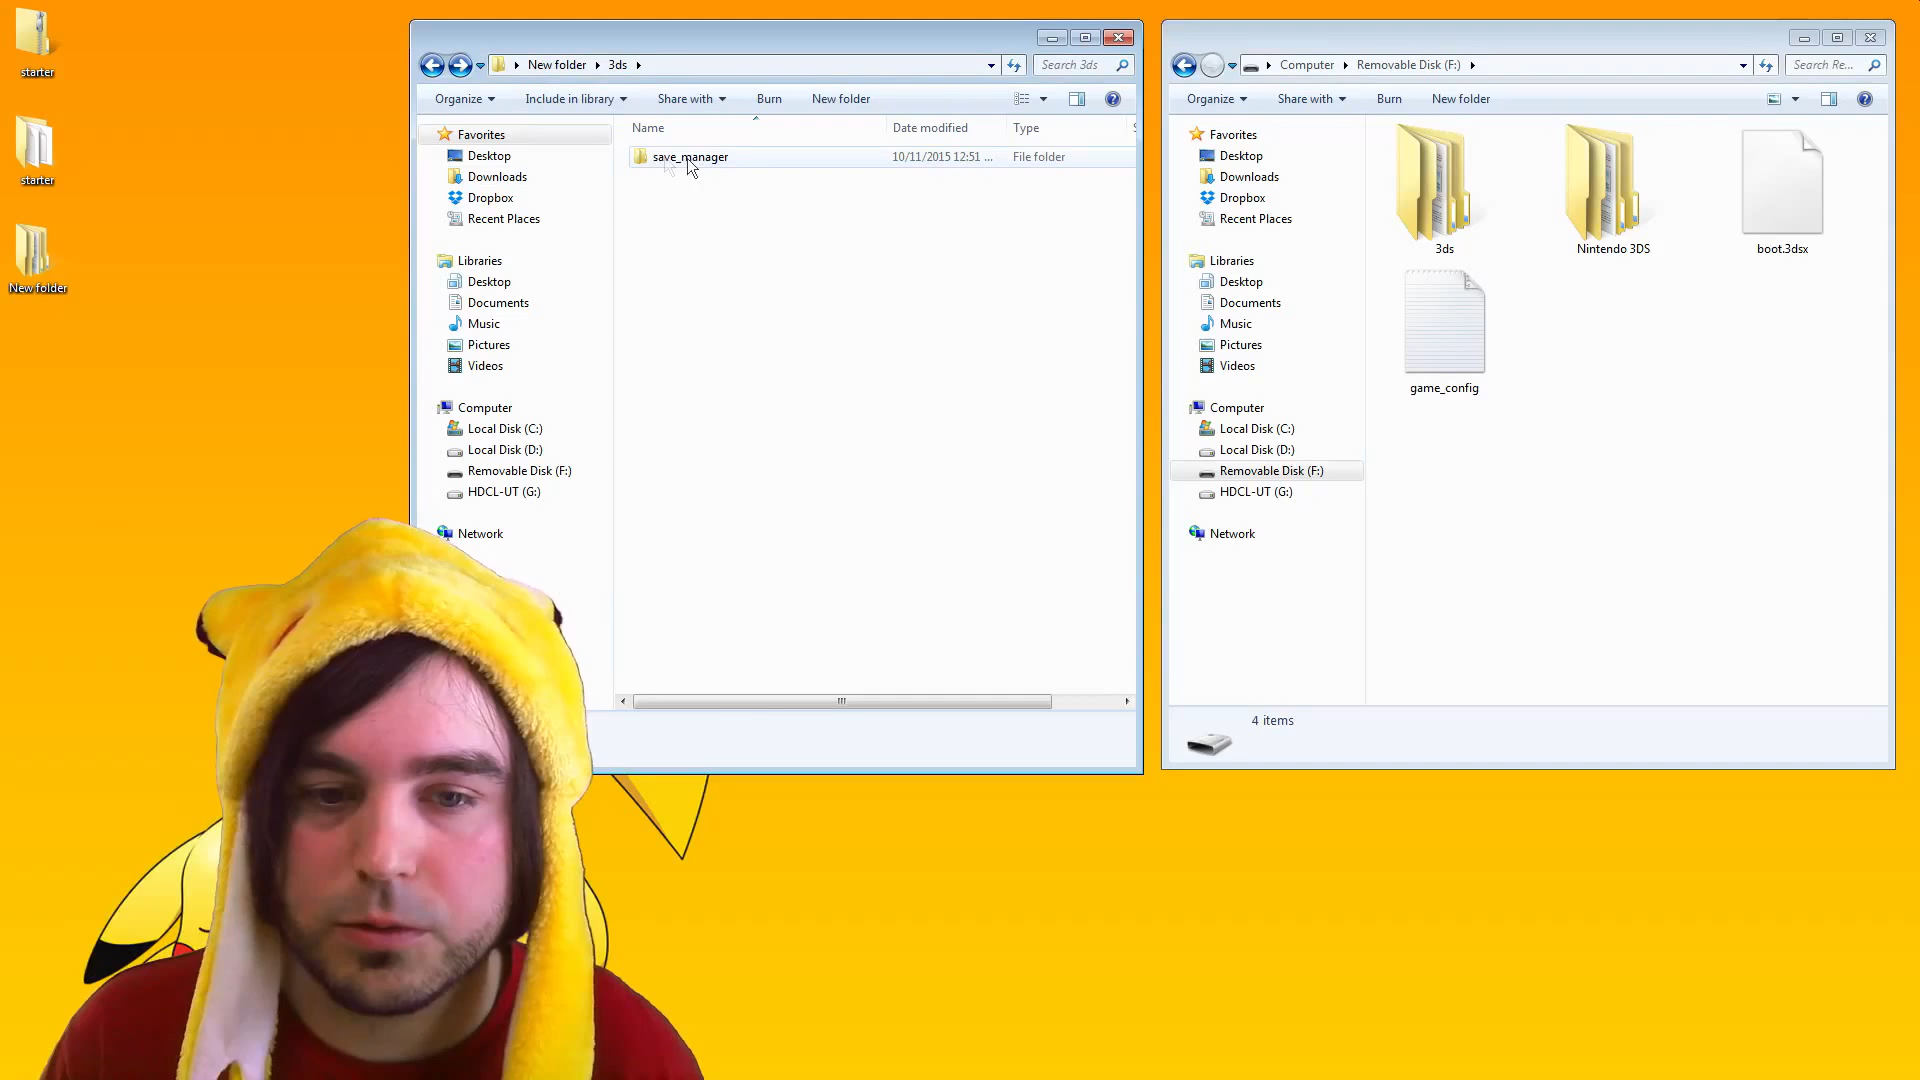 starter
starter
New folder
New folder
3ds
Search 3ds
Organize
Include in library
Share with
Burn
New folder
Favorites
Desktop
Downloads
Dropbox
Recent Places
Libraries
Desktop
Documents
Music
Pictures
Videos
Computer
Local Disk (C:)
Local Disk (D:)
Removable Disk (F:)
HDCL-UT (G:)
Network
Name
Date modified
Type
save_manager
10/11/2015 12:51 ...
File folder
Computer
Removable Disk (F:)
Search Re...
Organize
Share with
Burn
New folder
Favorites
Desktop
Downloads
Dropbox
Recent Places
Libraries
Desktop
Documents
Music
Pictures
Videos
Computer
Local Disk (C:)
Local Disk (D:)
Removable Disk (F:)
HDCL-UT (G:)
Network
3ds
Nintendo 3DS
boot.3dsx
game_config
4 items